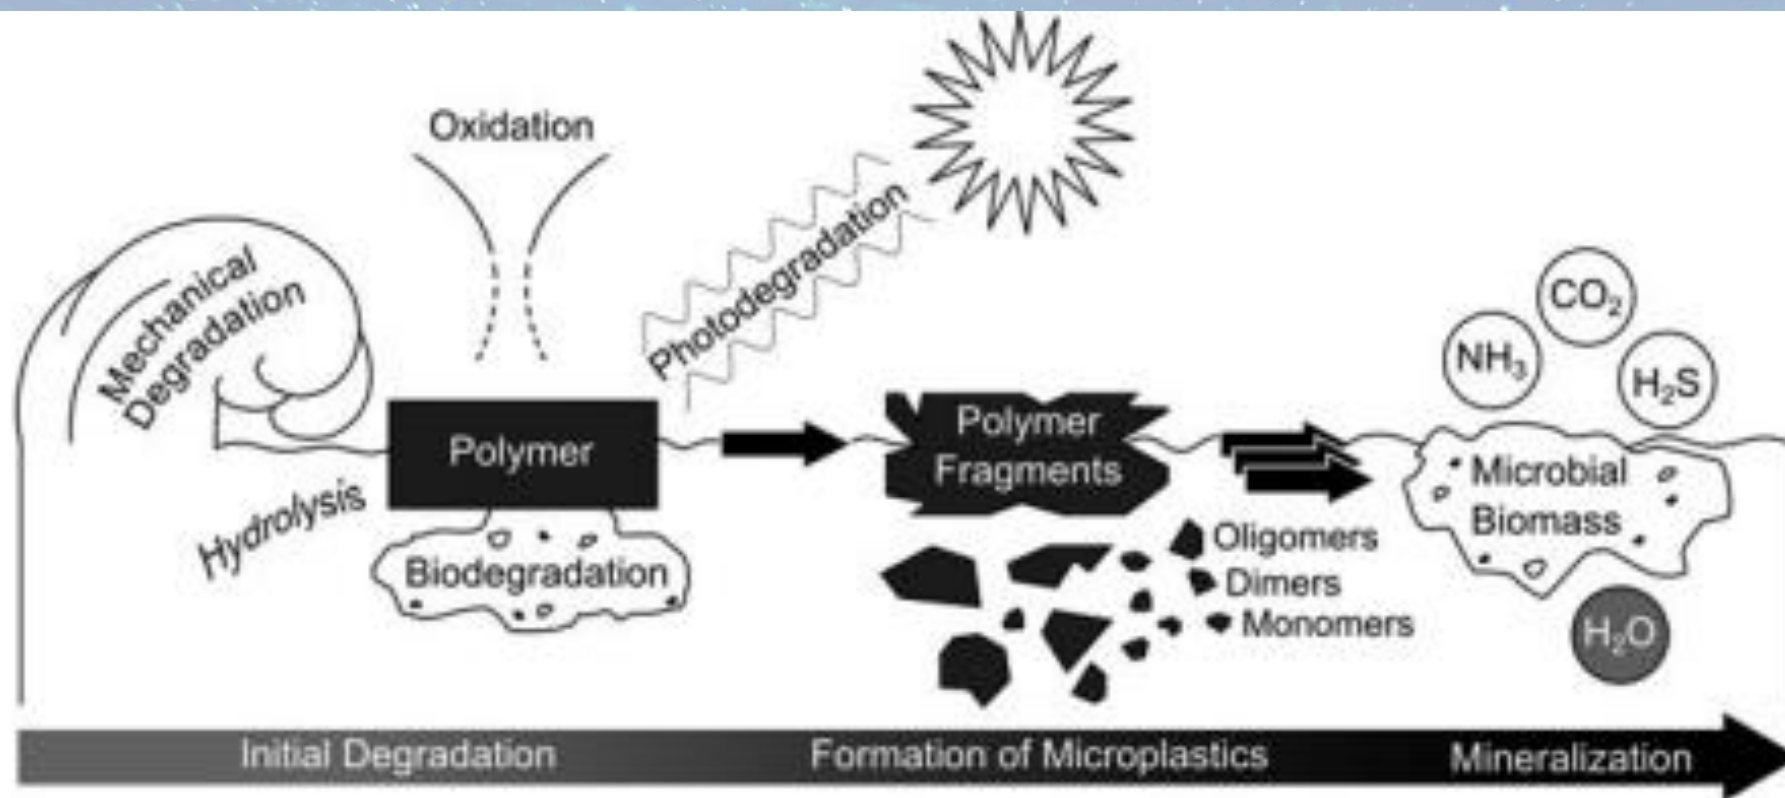 Oxidation
Mechanical
Degradation
Photodegradation
Hydrolysis
Polymer
Biodegradation
Polymer
Fragments
Oligomers
Dimers
Monomers
CO₂
NH₃
H₂S
Microbial
Biomass
H₂O
Initial Degradation
Formation of Microplastics
Mineralization